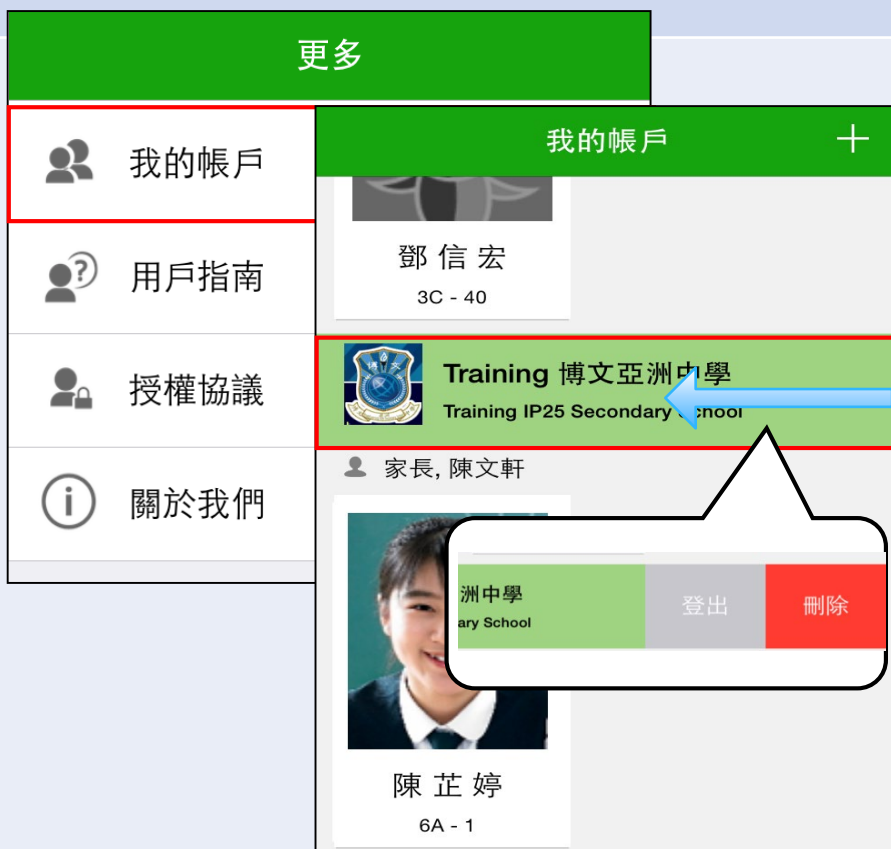 更多
我的帳戶
用戶指南
授權協議
關於我們
我的帳戶
鄧信宏
3C - 40
Training 博文亞洲中學
Training IP25 Secondary School
家長, 陳文軒
洲中學
ary School
登出
刪除
陳芷婷
6A - 1